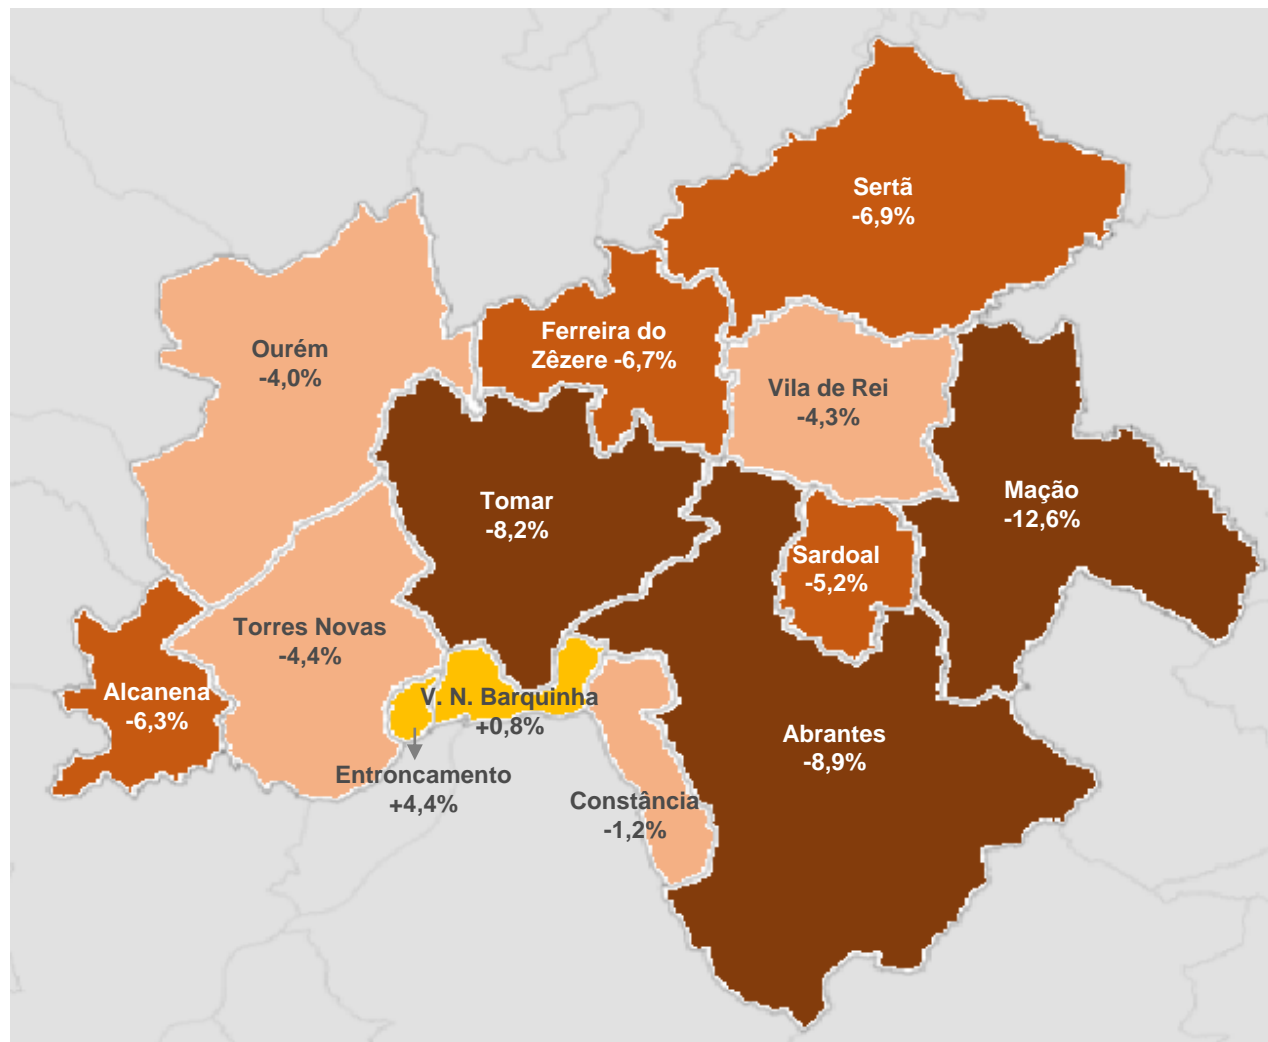 Sertã
-6,9%
Ferreira do
Zêzere -6,7%
Ourém
-4,0%
Vila de Rei
-4,3%
Tomar
-8,2%
Mação
-12,6%
Sardoal
-5,2%
Torres Novas
-4,4%
Alcanena
-6,3%
V. N. Barquinha
+0,8%
Abrantes
-8,9%
Entroncamento
+4,4%
Constância
-1,2%